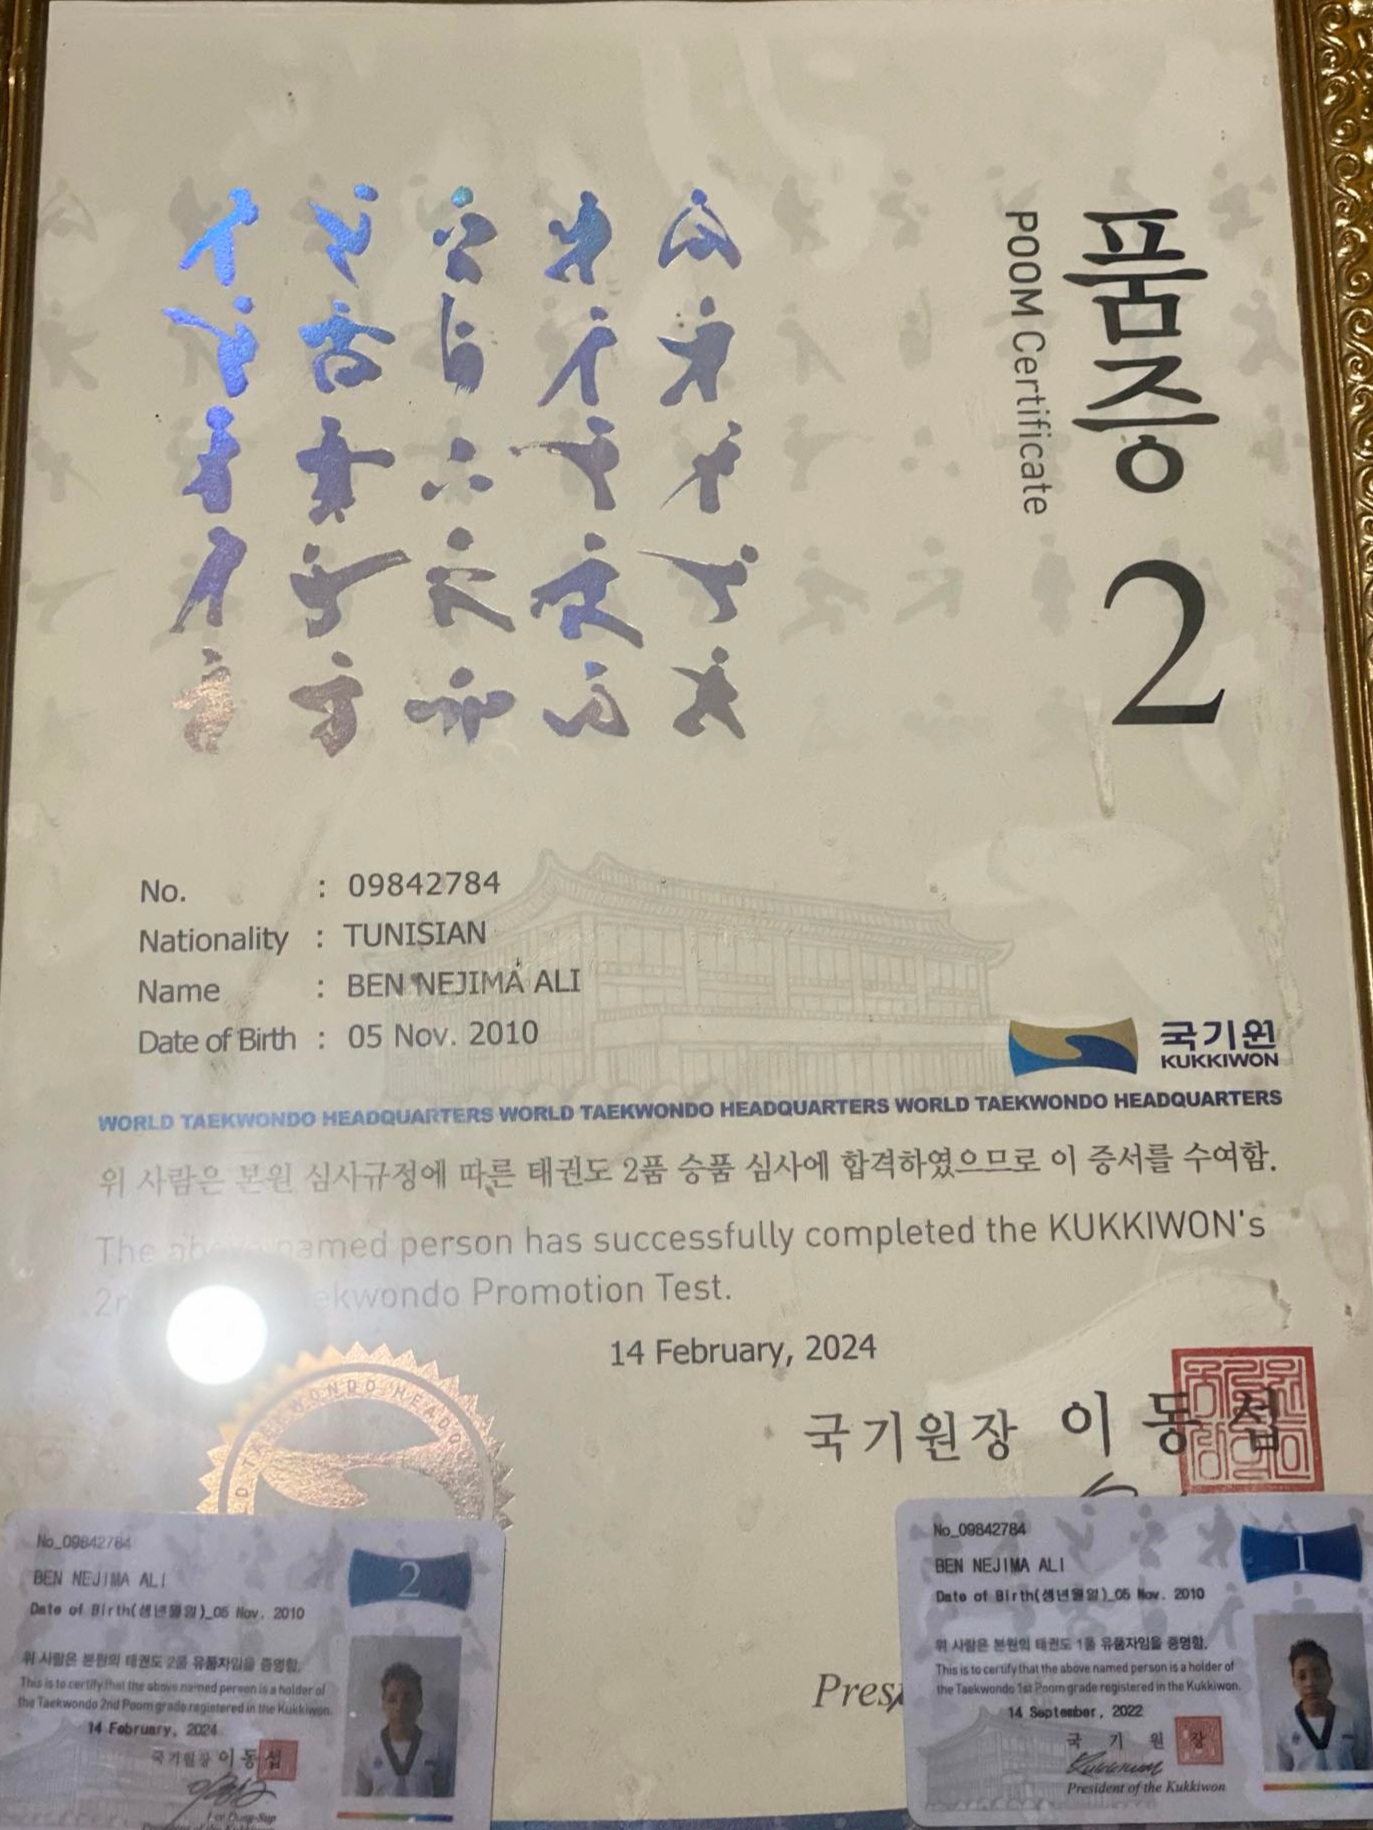 품증 2
POOM Certificate
No. : 09842784
Nationality : TUNISIAN
Name : BEN NEJIMA ALI
Date of Birth : 05 Nov. 2010
국기원
KUKKIWON
WORLD TAEKWONDO HEADQUARTERS WORLD TAEKWONDO HEADQUARTERS WORLD TAEKWONDO HEADQUARTERS
위 사람은 본원 심사규정에 따른 태권도 2품 승품 심사에 합격하였으므로 이 증서를 수여함.
The above named person has successfully completed the KUKKIWON's
Promotion Test.
14 February, 2024
국기원장 이동섭
No_09842784
BEN NEJIMA ALI
Date of Birth(생년월일)_05 Nov. 2010
2
위 사람은 본원의 태권도 2품 유품자임을 증명함.
This is to certify that the above named person is a holder of
the Taekwondo 2nd Poom grade registered in the Kukkiwon.
14 February, 2024
국기원장 이동섭
Lee Dong-Sup
No_09842784
BEN NEJIMA ALI
Date of Birth(생년월일)_05 Nov. 2010
1
위 사람은 본원의 태권도 1품 유품자임을 증명함.
This is to certify that the above named person is a holder of
the Taekwondo 1st Poom grade registered in the Kukkiwon.
14 September, 2022
국 기 원 장
Kukkiwon
President of the Kukkiwon